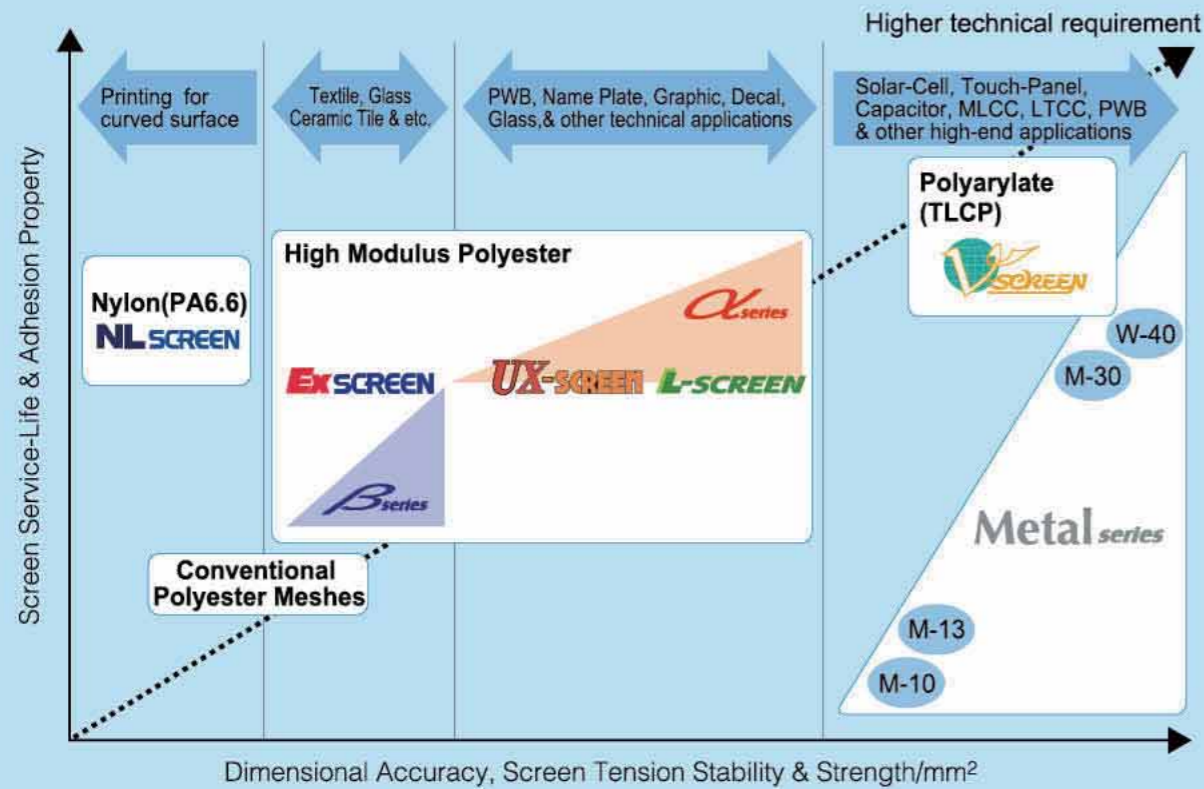 Higher technical requirement
Printing for
curved surface
Textile, Glass
Ceramic Tile & etc,
PWB, Name Plate, Graphic, Decal,
Glass,& other technical applications
Solar-Cell, Touch-Panel,
Capacitor, MLCC, LTCC, PWB
& other high-end applications
Polyarylate
(TLCP)
V SCREEN
High Modulus Polyester
Nylon(PA6.6)
NL SCREEN
α series
Ex SCREEN
UX-SCREEN
L-SCREEN
β series
W-40
M-30
Metal series
Conventional
Polyester Meshes
M-13
M-10
Screen Service-Life & Adhesion Property
Dimensional Accuracy, Screen Tension Stability & Strength/mm²